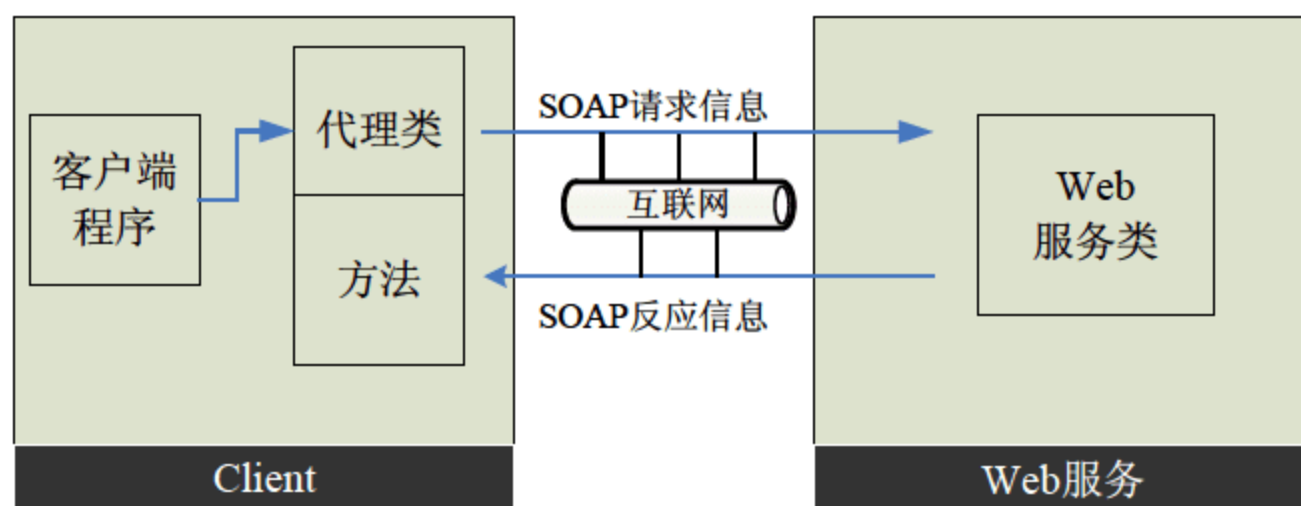 客户端
程序
代理类
方法
SOAP请求信息
互联网
SOAP反应信息
Web
服务类
Client
Web服务